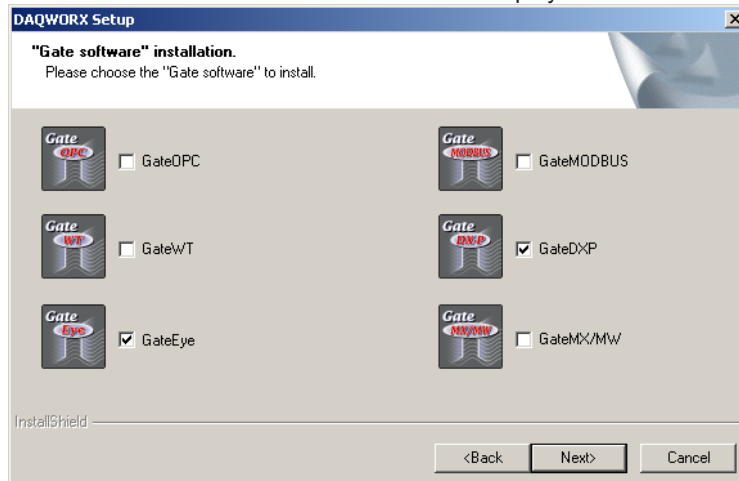 DAQWORX Setup
"Gate software" installation.
Please choose the "Gate software" to install.
Gate
OPC
GateOPC
Gate
MODBUS
GateMODBUS
Gate
WT
GateWT
Gate
DXP
GateDXP
Gate
Eye
GateEye
Gate
MX/MW
GateMX/MW
InstallShield
<Back Next> Cancel